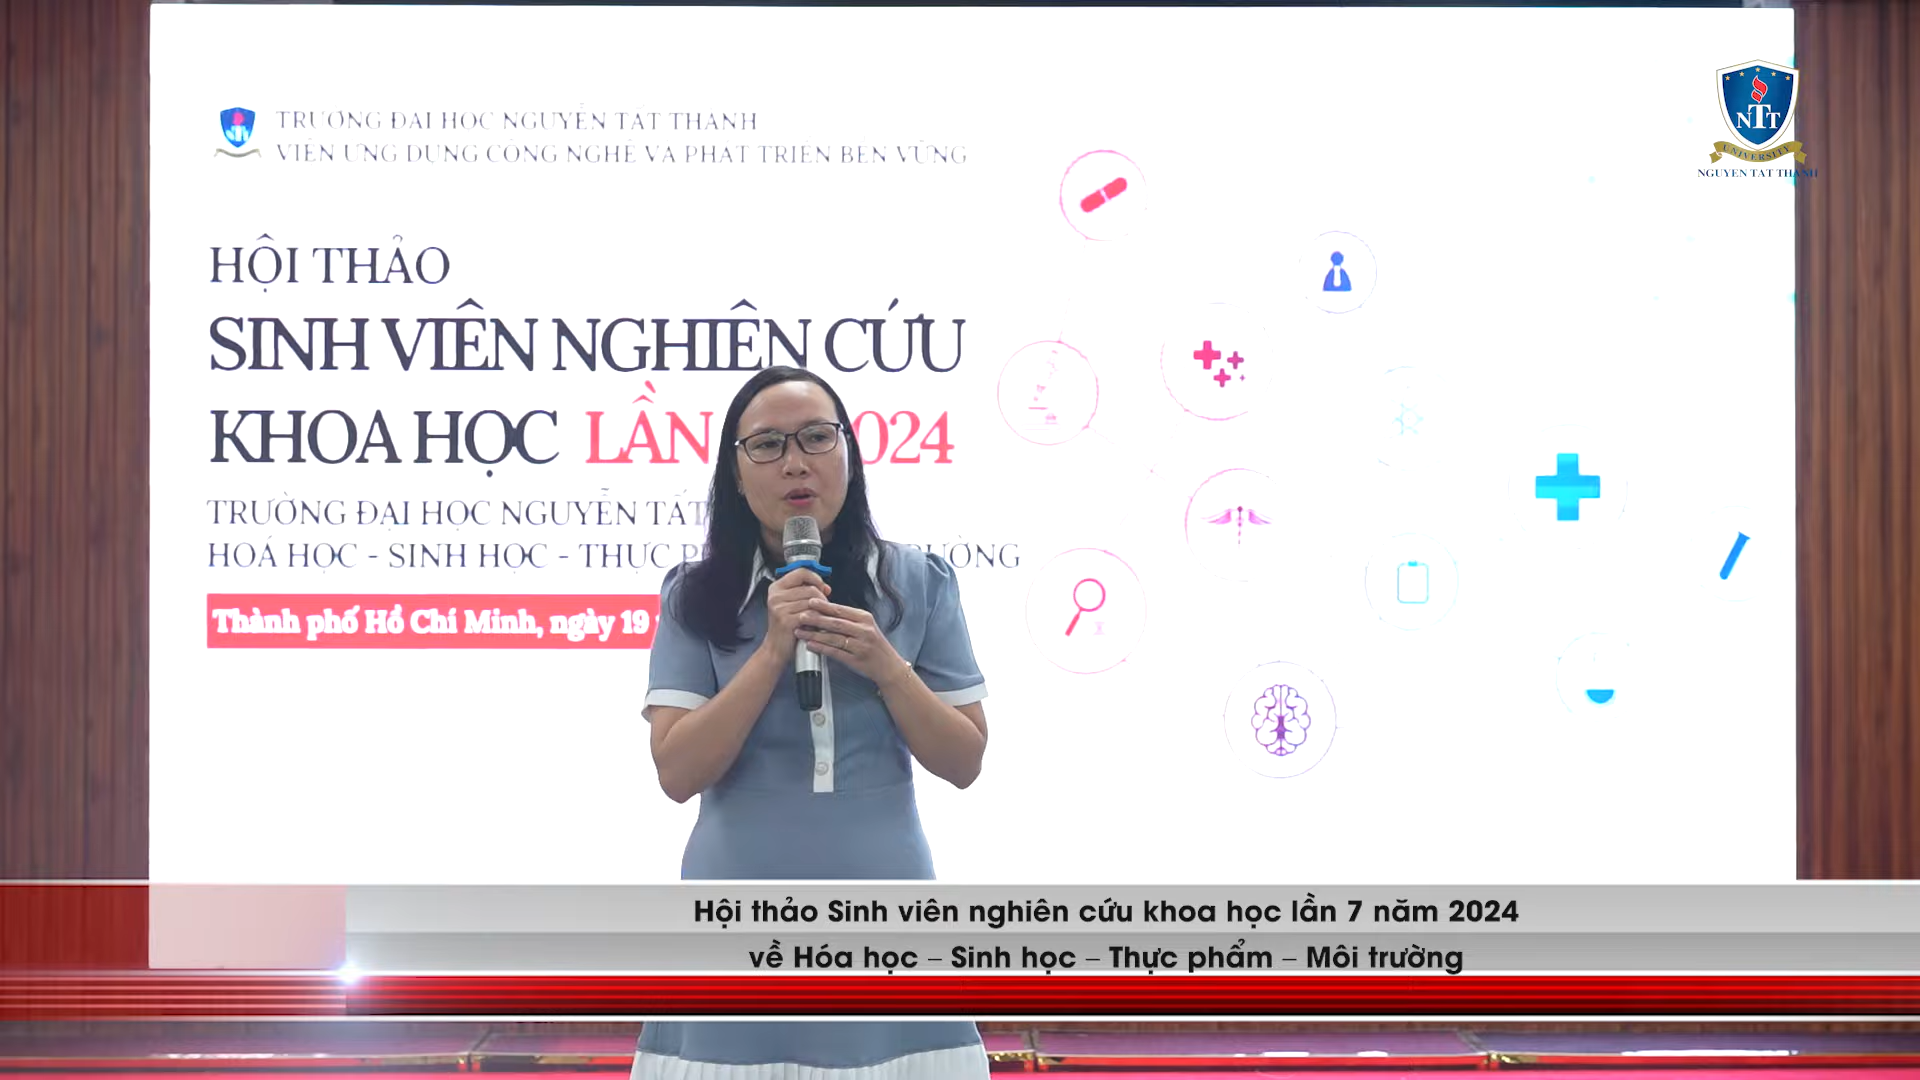 TRƯỜNG ĐẠI HỌC NGUYỄN TẤT THÀNH
VIỆN ỨNG DỤNG CÔNG NGHỆ VÀ PHÁT TRIỂN BỀN VỮNG
NTT
UNIVERSITY
NGUYEN TAT THANH
HỘI THẢO
SINH VIÊN NGHIÊN CỨU
KHOA HỌC LẦN 024
TRƯỜNG ĐẠI HỌC NGUYỄN TẤT
HOÁ HỌC - SINH HỌC - THỰC
Thành phố Hồ Chí Minh, ngày 19
Hội thảo Sinh viên nghiên cứu khoa học lần 7 năm 2024
về Hóa học – Sinh học – Thực phẩm – Môi trường